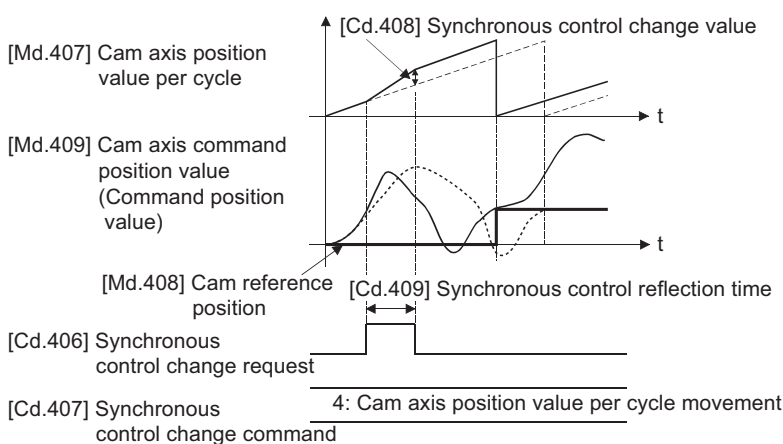 [Cd.408] Synchronous control change value
[Md.407] Cam axis position
value per cycle
t
[Md.409] Cam axis command
position value
(Command position
value)
t
[Md.408] Cam reference
position
[Cd.409] Synchronous control reflection time
[Cd.406] Synchronous
control change request
4: Cam axis position value per cycle movement
[Cd.407] Synchronous
control change command